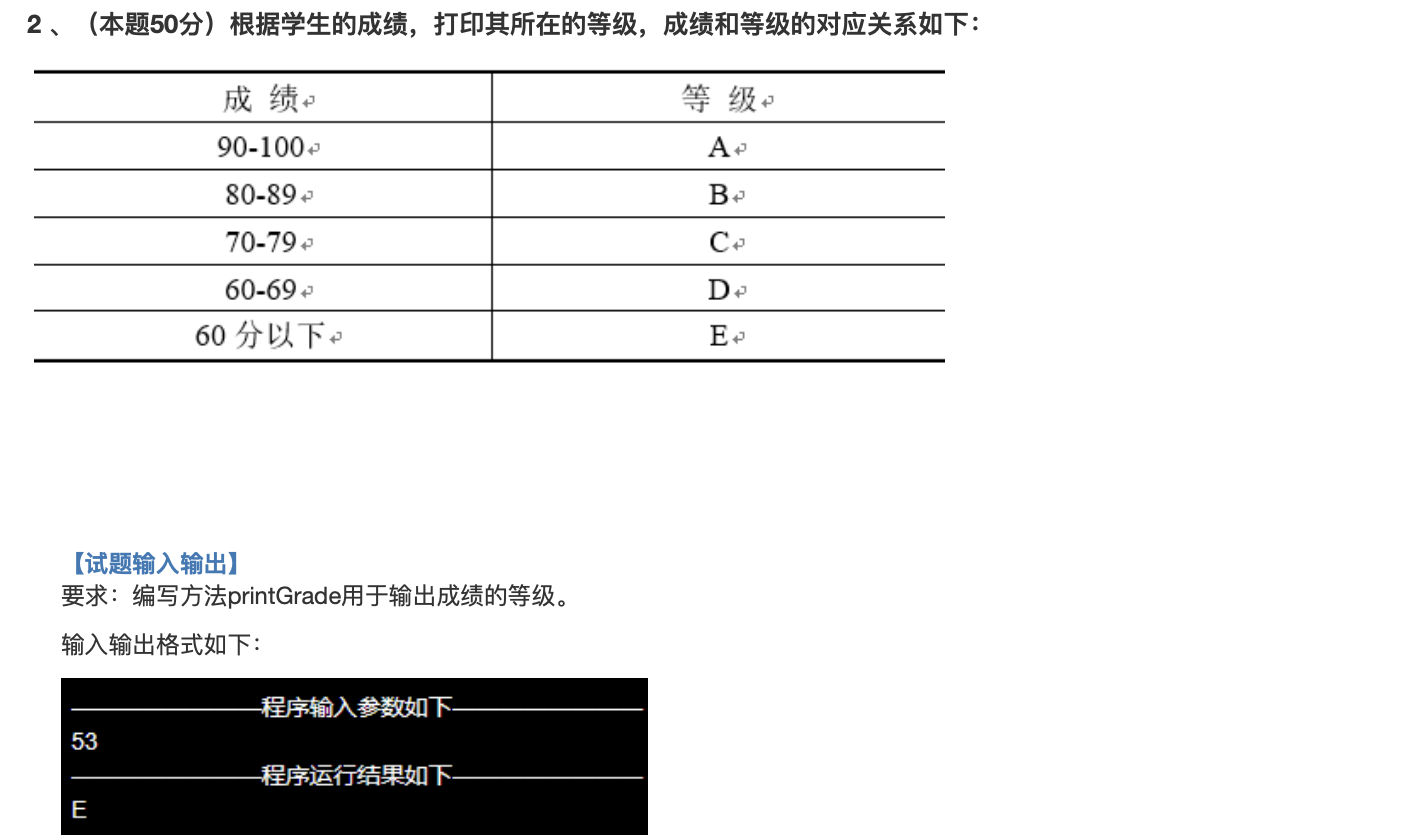 2 、（本题50分）根据学生的成绩，打印其所在的等级，成绩和等级的对应关系如下：
成 绩↵ 等 级↵
90-100↵ A↵
80-89↵ B↵
70-79↵ C↵
60-69↵ D↵
60 分以下↵ E↵
【试题输入输出】
要求：编写方法printGrade用于输出成绩的等级。
输入输出格式如下：
————————程序输入参数如下————————
53
————————程序运行结果如下————————
E